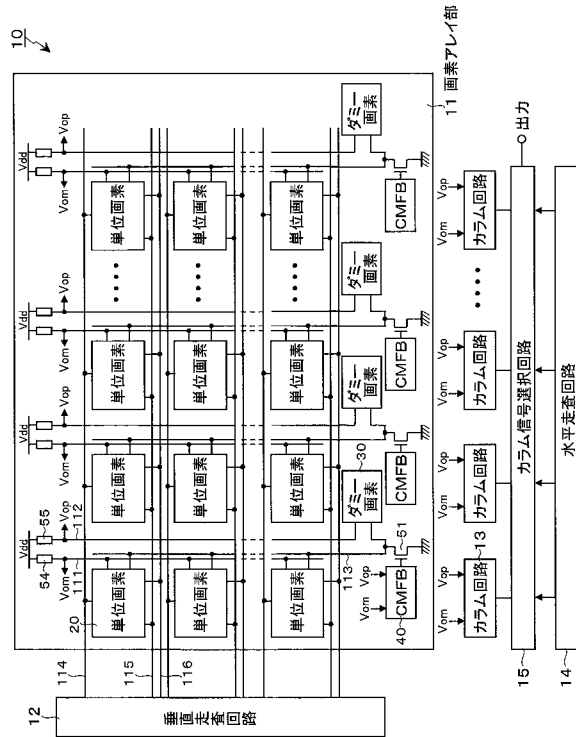 10
12
垂直走査回路
114
115
116
11 画素アレイ部
Vdd
54
55
Vom
Vop
111
112
20
単位画素
単位画素
単位画素
113
30
ダミー画素
Vom
Vop
40
CMFB
51
Vdd
Vom
Vop
単位画素
単位画素
単位画素
ダミー画素
CMFB
Vdd
Vom
Vop
単位画素
単位画素
単位画素
ダミー画素
CMFB
Vdd
Vom
Vop
単位画素
単位画素
単位画素
ダミー画素
CMFB
Vom
Vop
カラム回路
13
Vom
Vop
カラム回路
Vom
Vop
カラム回路
Vom
Vop
カラム回路
15
カラム信号選択回路
出力
14
水平走査回路